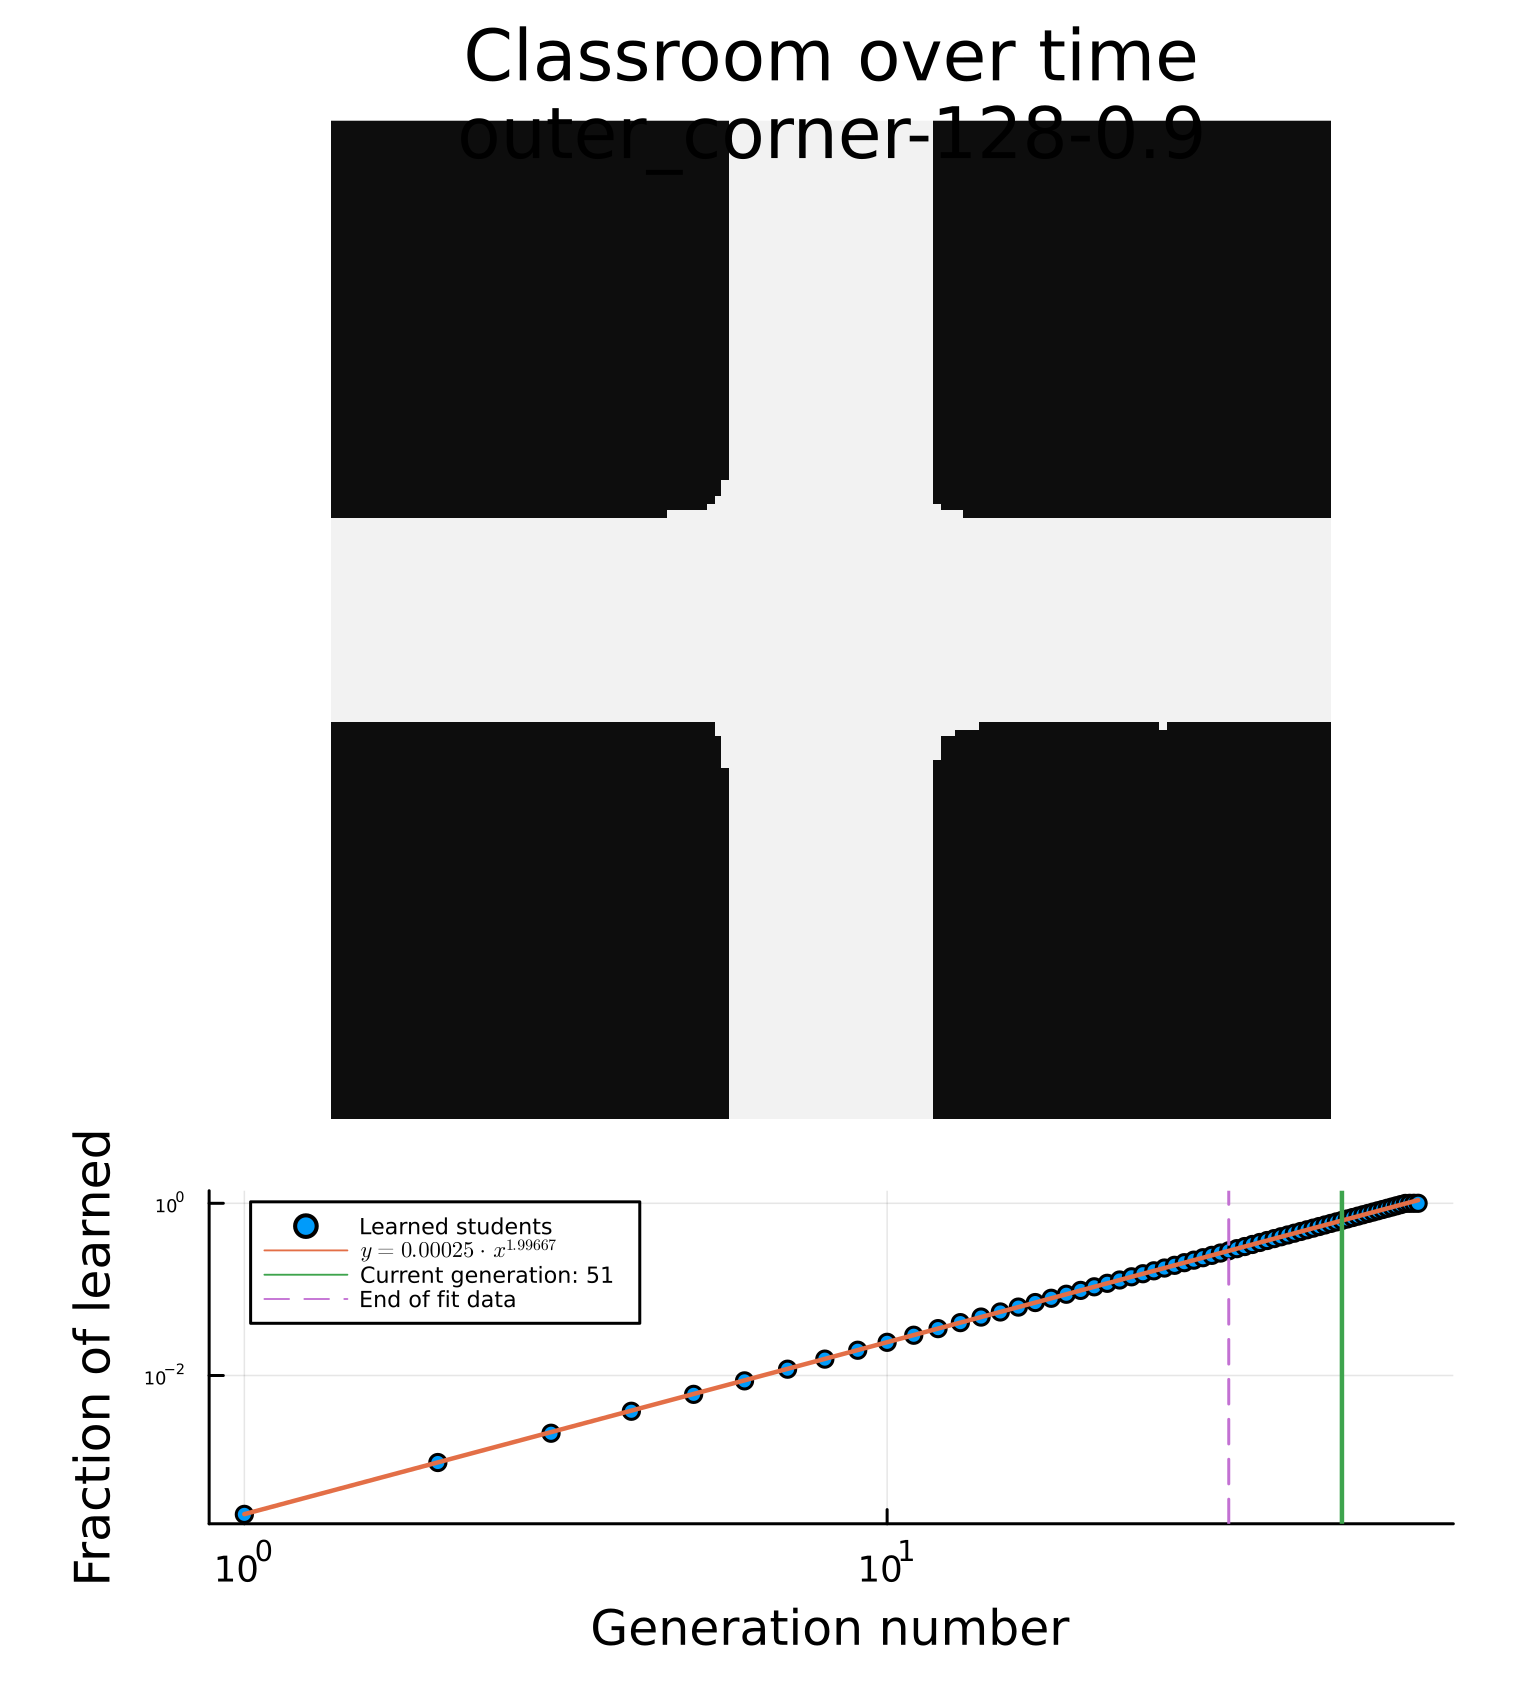 Classroom over time
outer_corner-128-0.9
Fraction of learned
10⁰
10⁻²
Learned students
y = 0.00025 · x^1.99667
Current generation: 51
End of fit data
10⁰ 10¹
Generation number